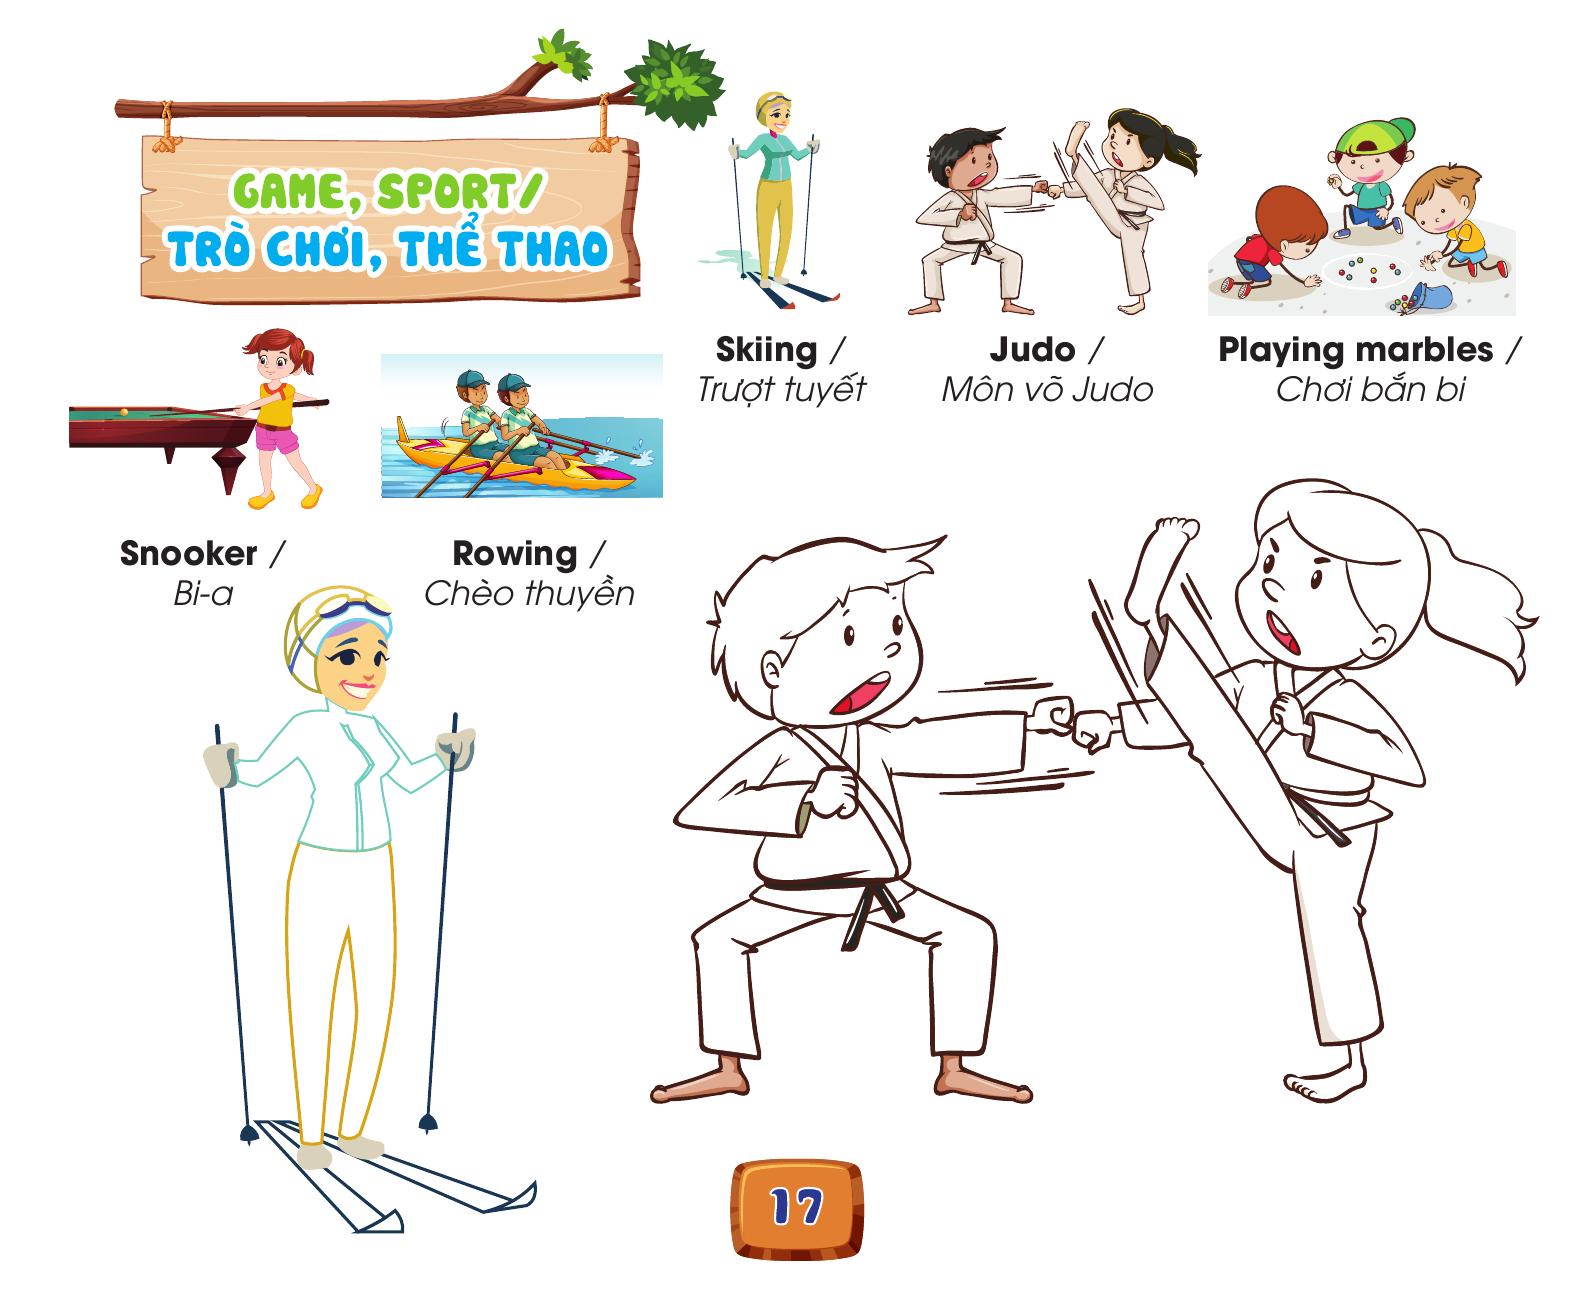 GAME, SPORT/
TRÒ CHƠI, THỂ THAO
Skiing /
Trượt tuyết
Judo /
Môn võ Judo
Playing marbles /
Chơi bắn bi
Snooker /
Bi-a
Rowing /
Chèo thuyền
17